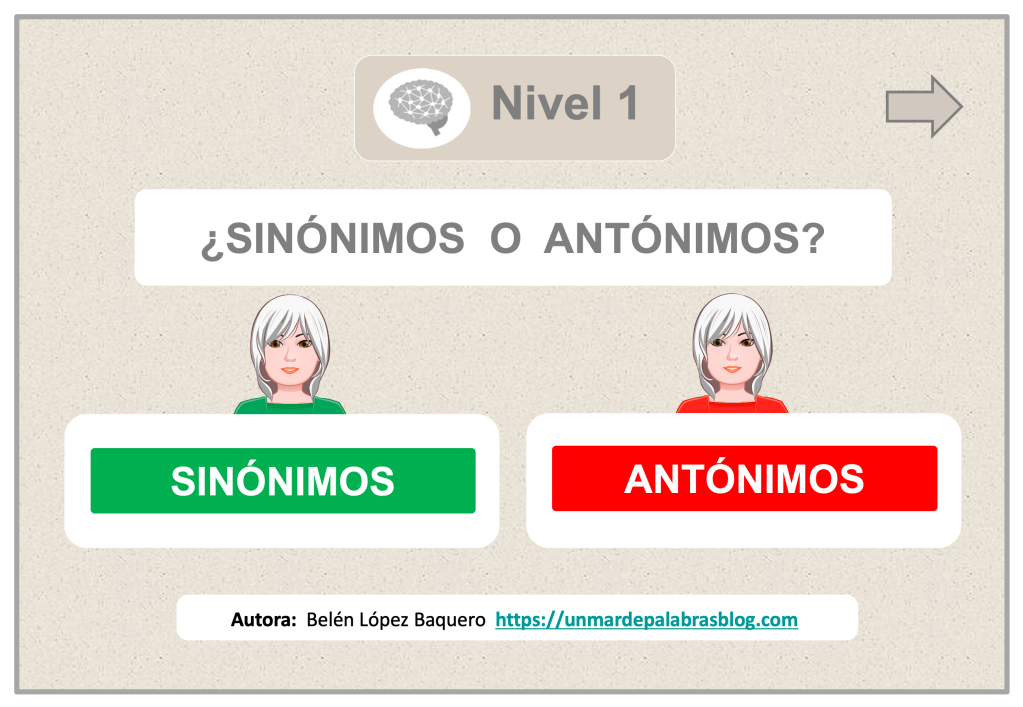 Nivel 1
¿SINÓNIMOS O ANTÓNIMOS?
SINÓNIMOS
ANTÓNIMOS
Autora: Belén López Baquero https://unmardepalabrasblog.com